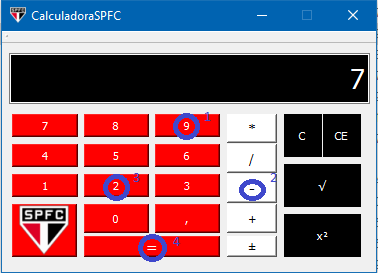 CalculadoraSPFC
7
7 8 9 1 * C CE
4 5 6 /
1 2 3 3 - 2 √
SPFC 0 , + x²
= 4 ±